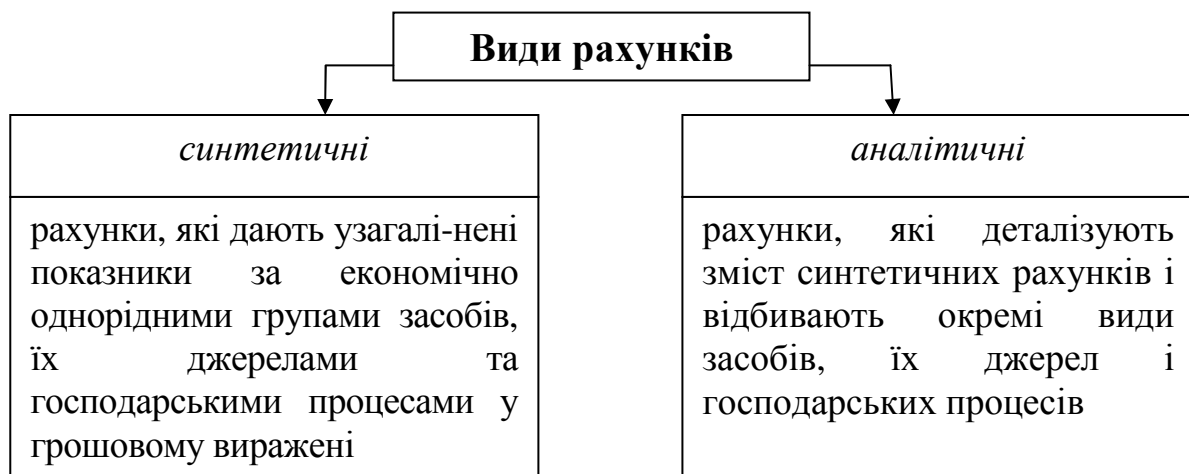 Види рахунків
синтетичні
рахунки, які дають узагалі-нені
показники за економічно
однорідними групами засобів,
їх джерелами та
господарськими процесами у
грошовому виражені
аналітичні
рахунки, які деталізують
зміст синтетичних рахунків і
відбивають окремі види
засобів, їх джерел і
господарських процесів